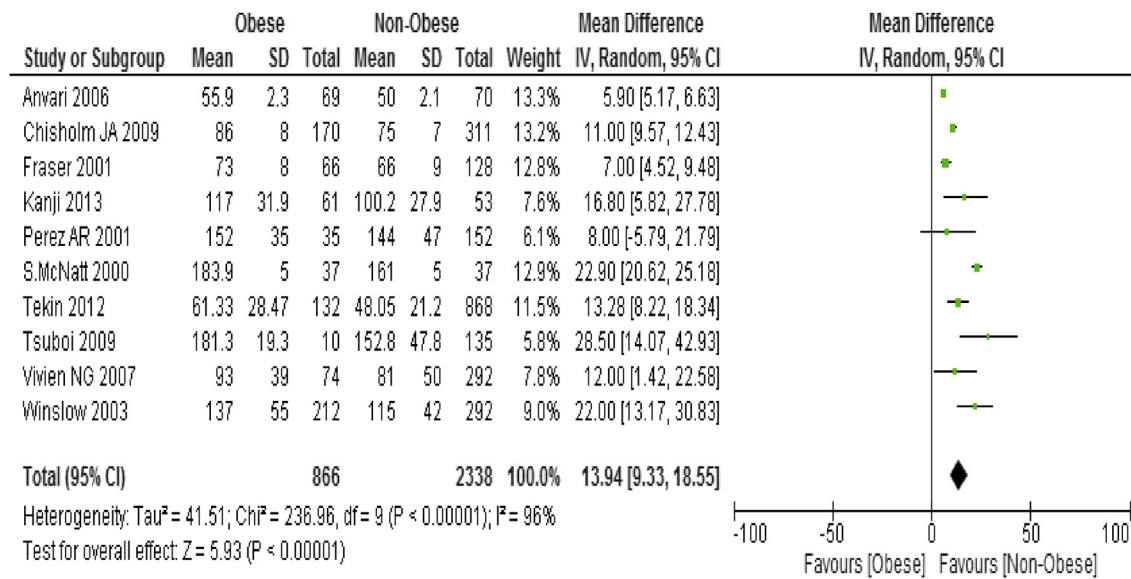 Obese Non-Obese Mean Difference Mean Difference
Study or Subgroup Mean SD Total Mean SD Total Weight IV, Random, 95% CI IV, Random, 95% CI
Anvari 2006 55.9 2.3 69 50 2.1 70 13.3% 5.90 [5.17, 6.63]
Chisholm JA 2009 86 8 170 75 7 311 13.2% 11.00 [9.57, 12.43]
Fraser 2001 73 8 66 66 9 128 12.8% 7.00 [4.52, 9.48]
Kanji 2013 117 31.9 61 100.2 27.9 53 7.6% 16.80 [5.82, 27.78]
Perez AR 2001 152 35 35 144 47 152 6.1% 8.00 [-5.79, 21.79]
S.McNatt 2000 183.9 5 37 161 5 37 12.9% 22.90 [20.62, 25.18]
Tekin 2012 61.33 28.47 132 48.05 21.2 868 11.5% 13.28 [8.22, 18.34]
Tsuboi 2009 181.3 19.3 10 152.8 47.8 135 5.8% 28.50 [14.07, 42.93]
Vivien NG 2007 93 39 74 81 50 292 7.8% 12.00 [1.42, 22.58]
Winslow 2003 137 55 212 115 42 292 9.0% 22.00 [13.17, 30.83]
Total (95% CI) 866 2338 100.0% 13.94 [9.33, 18.55]
Heterogeneity: Tau² = 41.51; Chi² = 236.96, df = 9 (P < 0.00001); I² = 96%
Test for overall effect: Z = 5.93 (P < 0.00001)
-100 -50 0 50 100
Favours [Obese] Favours [Non-Obese]